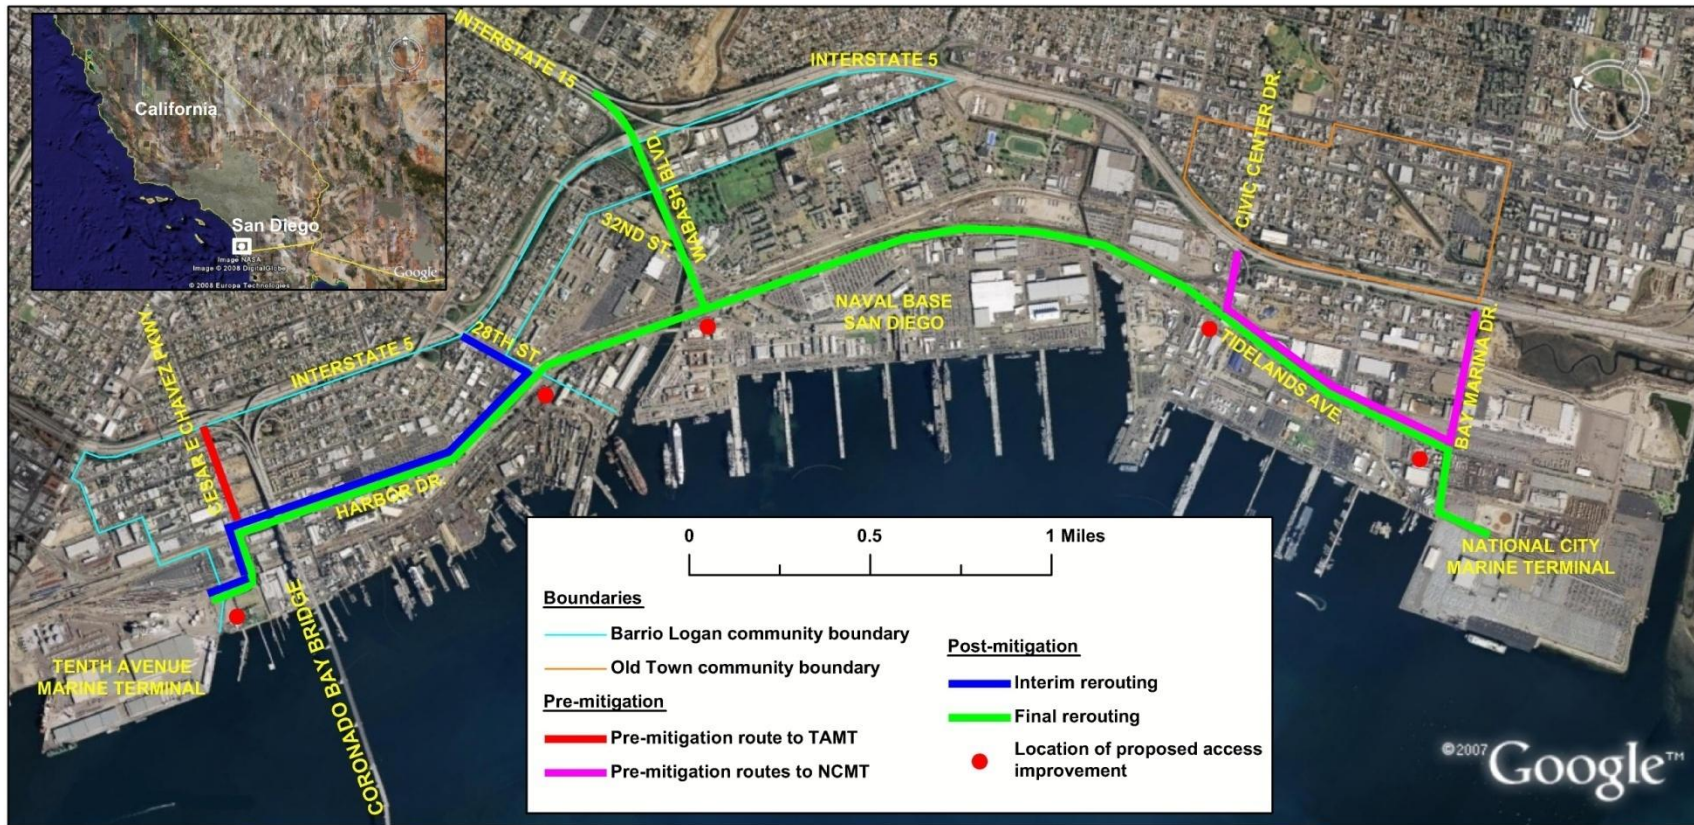 California
San Diego
Image NASA
Image © 2008 DigitalGlobe
© 2008 Europa Technologies
Google
INTERSTATE 15
INTERSTATE 5
CIVIC CENTER DR.
WABASH BLVD
32ND ST.
28TH ST
INTERSTATE 5
CESAR E CHAVEZ PKWY.
HARBOR DR.
NAVAL BASE
SAN DIEGO
TIDELANDS AVE.
BAY MARINA DR.
NATIONAL CITY
MARINE TERMINAL
TENTH AVENUE
MARINE TERMINAL
CORONADO BAY BRIDGE
N
0 0.5 1 Miles
Boundaries
Barrio Logan community boundary
Old Town community boundary
Pre-mitigation
Pre-mitigation route to TAMT
Pre-mitigation routes to NCMT
Post-mitigation
Interim rerouting
Final rerouting
Location of proposed access
improvement
©2007 Google™